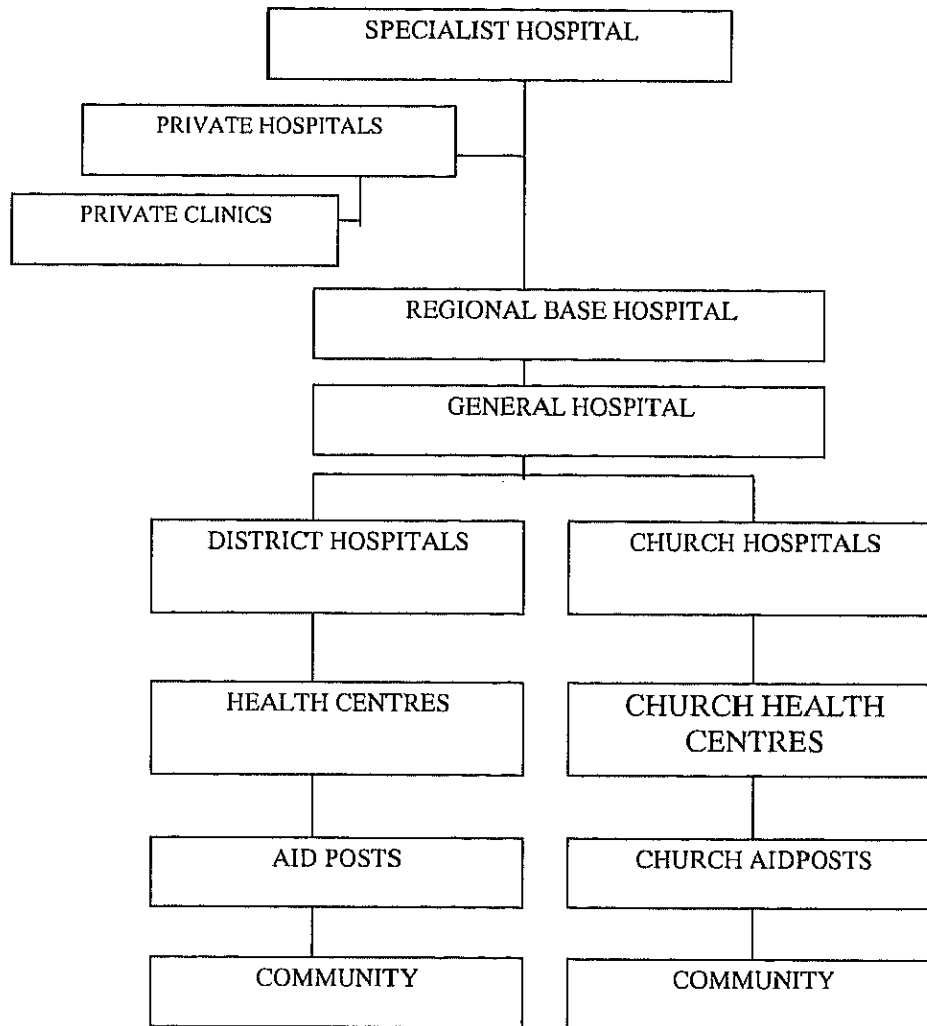 SPECIALIST HOSPITAL
PRIVATE HOSPITALS
PRIVATE CLINICS
REGIONAL BASE HOSPITAL
GENERAL HOSPITAL
DISTRICT HOSPITALS
CHURCH HOSPITALS
HEALTH CENTRES
CHURCH HEALTH
CENTRES
AID POSTS
CHURCH AIDPOSTS
COMMUNITY
COMMUNITY